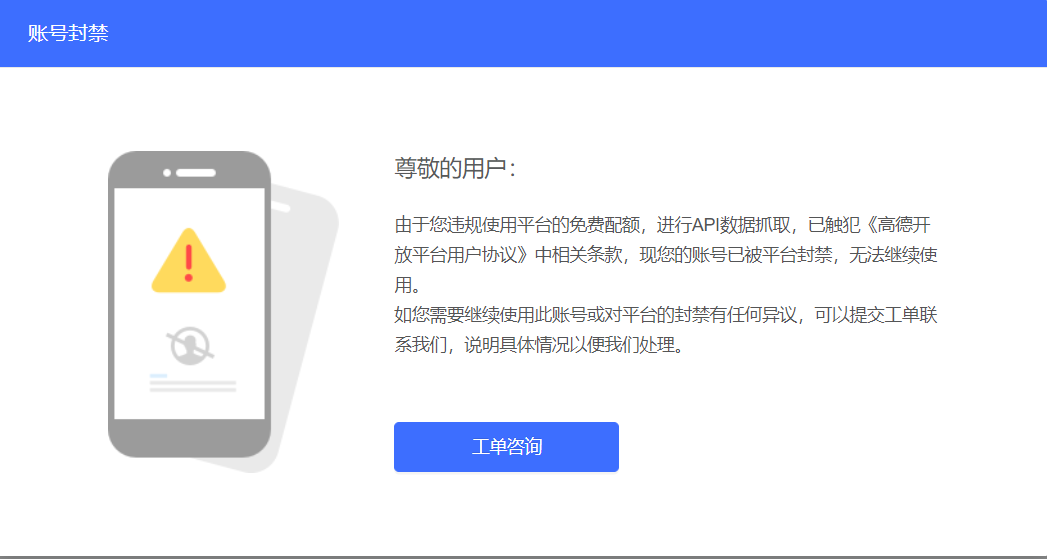 账号封禁
尊敬的用户：
由于您违规使用平台的免费配额，进行API数据抓取，已触犯《高德开
放平台用户协议》中相关条款，现您的账号已被平台封禁，无法继续使
用。
如您需要继续使用此账号或对平台的封禁有任何异议，可以提交工单联
系我们，说明具体情况以便我们处理。
工单咨询